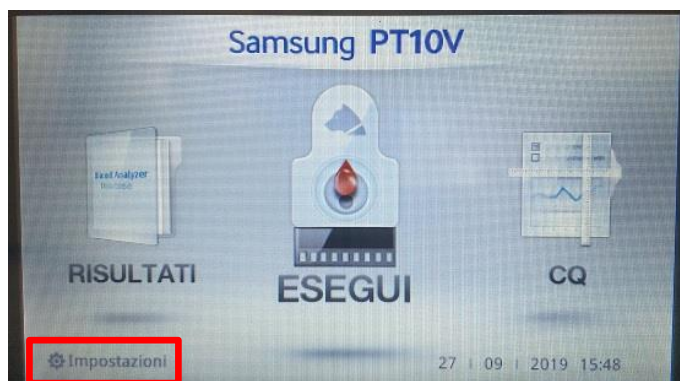 Samsung PT10V
RISULTATI
ESEGUI
CQ
Impostazioni
27 | 09 | 2019 15:48